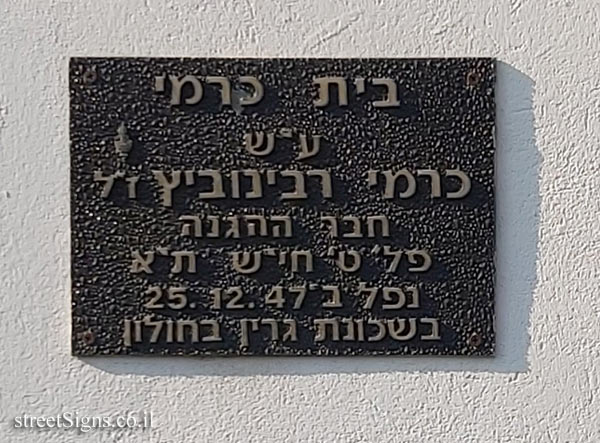 בית כרמי
ע"ש
כרמי רבינוביץ ז"ל
חבר ההגנה
פל' ט' חי"ש ת"א
נפל ב־25.12.47
בשכונת גרין בחולון
streetSigns.co.il